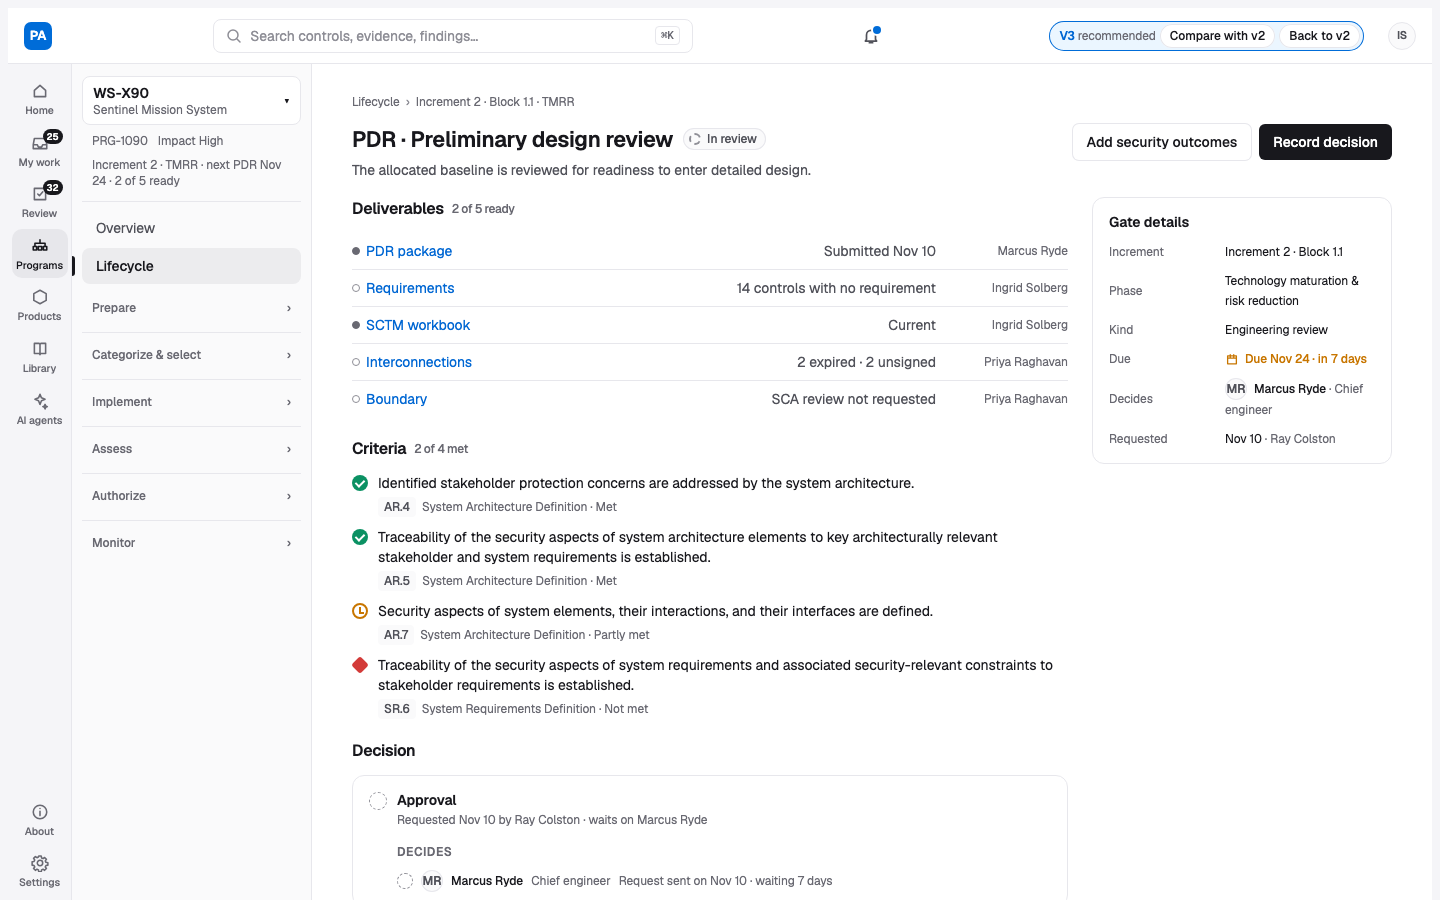 PA
Search controls, evidence, findings...
⌘K
V3 recommended
Compare with v2
Back to v2
IS
Home
25
My work
32
Review
Programs
Products
Library
AI agents
About
Settings
WS-X90
Sentinel Mission System
PRG-1090 Impact High
Increment 2 · TMRR · next PDR Nov
24 · 2 of 5 ready
Overview
Lifecycle
Prepare
Categorize & select
Implement
Assess
Authorize
Monitor
Lifecycle › Increment 2 · Block 1.1 · TMRR
PDR · Preliminary design review
In review
Add security outcomes
Record decision
The allocated baseline is reviewed for readiness to enter detailed design.
Deliverables 2 of 5 ready
PDR package Submitted Nov 10 Marcus Ryde
Requirements 14 controls with no requirement Ingrid Solberg
SCTM workbook Current Ingrid Solberg
Interconnections 2 expired · 2 unsigned Priya Raghavan
Boundary SCA review not requested Priya Raghavan
Criteria 2 of 4 met
Identified stakeholder protection concerns are addressed by the system architecture.
AR.4 System Architecture Definition · Met
Traceability of the security aspects of system architecture elements to key architecturally relevant
stakeholder and system requirements is established.
AR.5 System Architecture Definition · Met
Security aspects of system elements, their interactions, and their interfaces are defined.
AR.7 System Architecture Definition · Partly met
Traceability of the security aspects of system requirements and associated security-relevant constraints to
stakeholder requirements is established.
SR.6 System Requirements Definition · Not met
Decision
Approval
Requested Nov 10 by Ray Colston · waits on Marcus Ryde
DECIDES
MR Marcus Ryde Chief engineer Request sent on Nov 10 · waiting 7 days
Gate details
Increment Increment 2 · Block 1.1
Phase Technology maturation &
risk reduction
Kind Engineering review
Due Due Nov 24 · in 7 days
Decides MR Marcus Ryde · Chief
engineer
Requested Nov 10 · Ray Colston